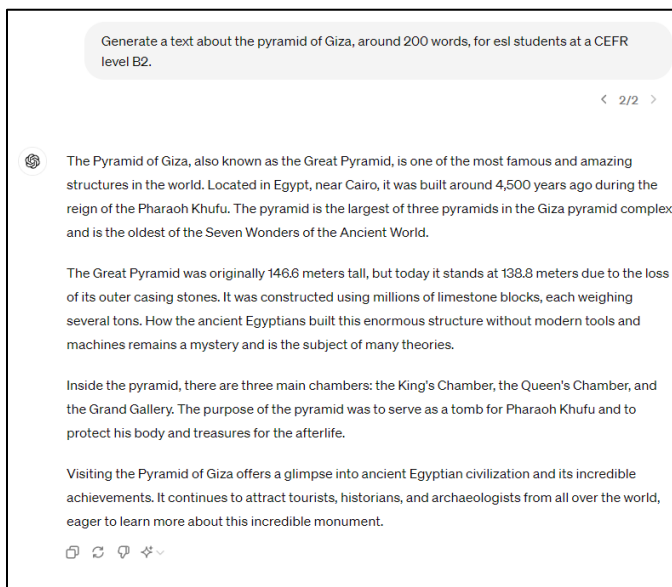 Generate a text about the pyramid of Giza, around 200 words, for esl students at a CEFR
level B2.
2/2
The Pyramid of Giza, also known as the Great Pyramid, is one of the most famous and amazing
structures in the world. Located in Egypt, near Cairo, it was built around 4,500 years ago during the
reign of the Pharaoh Khufu. The pyramid is the largest of three pyramids in the Giza pyramid complex
and is the oldest of the Seven Wonders of the Ancient World.
The Great Pyramid was originally 146.6 meters tall, but today it stands at 138.8 meters due to the loss
of its outer casing stones. It was constructed using millions of limestone blocks, each weighing
several tons. How the ancient Egyptians built this enormous structure without modern tools and
machines remains a mystery and is the subject of many theories.
Inside the pyramid, there are three main chambers: the King's Chamber, the Queen's Chamber, and
the Grand Gallery. The purpose of the pyramid was to serve as a tomb for Pharaoh Khufu and to
protect his body and treasures for the afterlife.
Visiting the Pyramid of Giza offers a glimpse into ancient Egyptian civilization and its incredible
achievements. It continues to attract tourists, historians, and archaeologists from all over the world,
eager to learn more about this incredible monument.